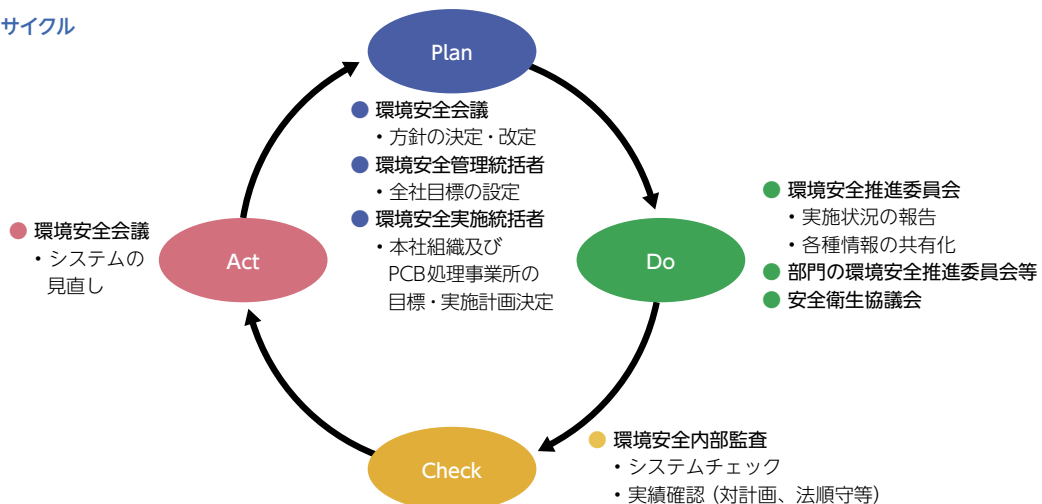 サイクル
Plan
● 環境安全会議
・方針の決定・改定
● 環境安全管理統括者
・全社目標の設定
● 環境安全実施統括者
・本社組織及び
PCB処理事業所の
目標・実施計画決定
Do
● 環境安全推進委員会
・実施状況の報告
・各種情報の共有化
● 部門の環境安全推進委員会等
● 安全衛生協議会
Check
● 環境安全内部監査
・システムチェック
・実績確認（対計画、法順守等）
Act
● 環境安全会議
・システムの
見直し